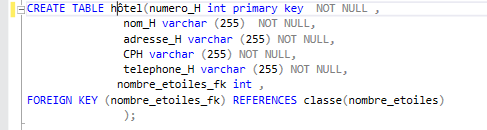 CREATE TABLE hôtel(numero_H int primary key NOT NULL ,
nom_H varchar (255) NOT NULL,
adresse_H varchar (255) NOT NULL,
CPH varchar (255) NOT NULL,
telephone_H varchar (255) NOT NULL,
nombre_etoiles_fk int ,
FOREIGN KEY (nombre_etoiles_fk) REFERENCES classe(nombre_etoiles)
);